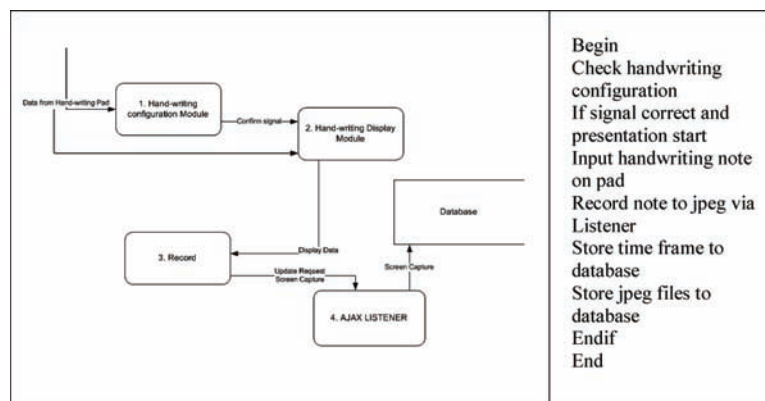 Data from Hand-writing Pad
1. Hand-writing
configuration Module
Confirm signal
2. Hand-writing Display
Module
Database
Display Data
3. Record
Update Request
Screen Capture
Screen Capture
4. AJAX LISTENER
Begin
Check handwriting
configuration
If signal correct and
presentation start
Input handwriting note
on pad
Record note to jpeg via
Listener
Store time frame to
database
Store jpeg files to
database
Endif
End